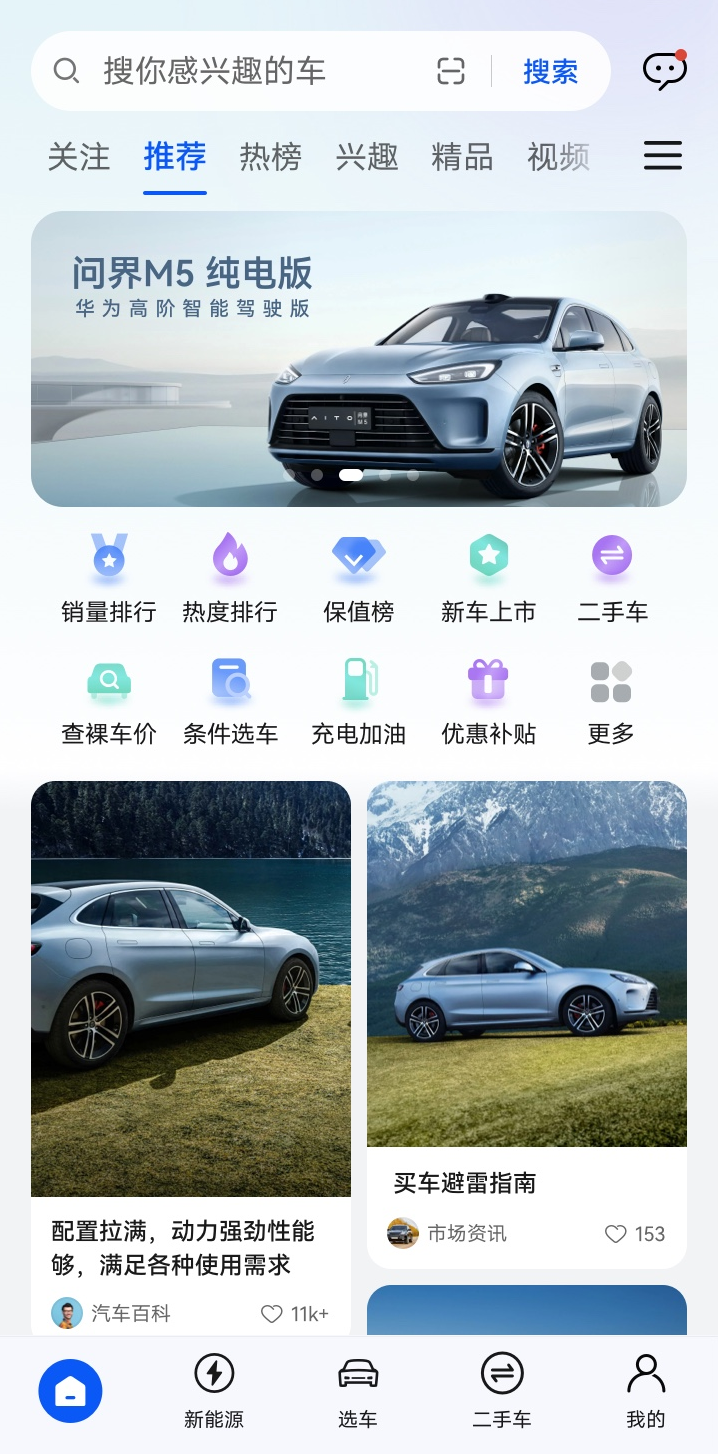 搜你感兴趣的车
搜索
关注 推荐 热榜 兴趣 精品 视频
问界M5 纯电版
华为高阶智能驾驶版
AITO 问界
M5
销量排行 热度排行 保值榜 新车上市 二手车
查裸车价 条件选车 充电加油 优惠补贴 更多
买车避雷指南
市场资讯 153
配置拉满，动力强劲性能
够，满足各种使用需求
汽车百科 11k+
新能源 选车 二手车 我的